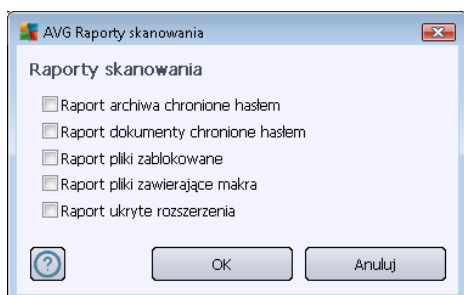 AVG Raporty skanowania
Raporty skanowania
Raport archiwa chronione hasłem
Raport dokumenty chronione hasłem
Raport pliki zablokowane
Raport pliki zawierające makra
Raport ukryte rozszerzenia
? OK Anuluj